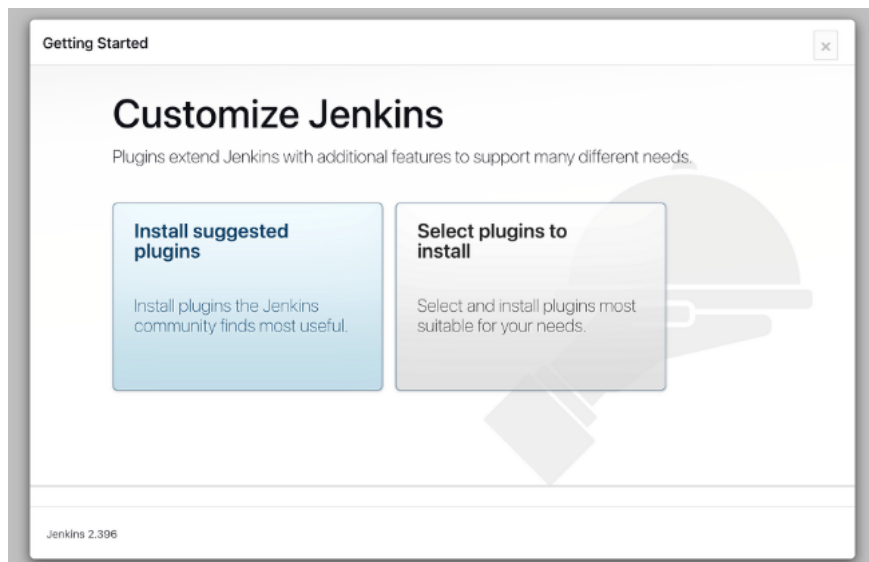 Getting Started
×
Customize Jenkins
Plugins extend Jenkins with additional features to support many different needs.
Install suggested
plugins
Install plugins the Jenkins
community finds most useful.
Select plugins to
install
Select and install plugins most
suitable for your needs.
Jenkins 2.396